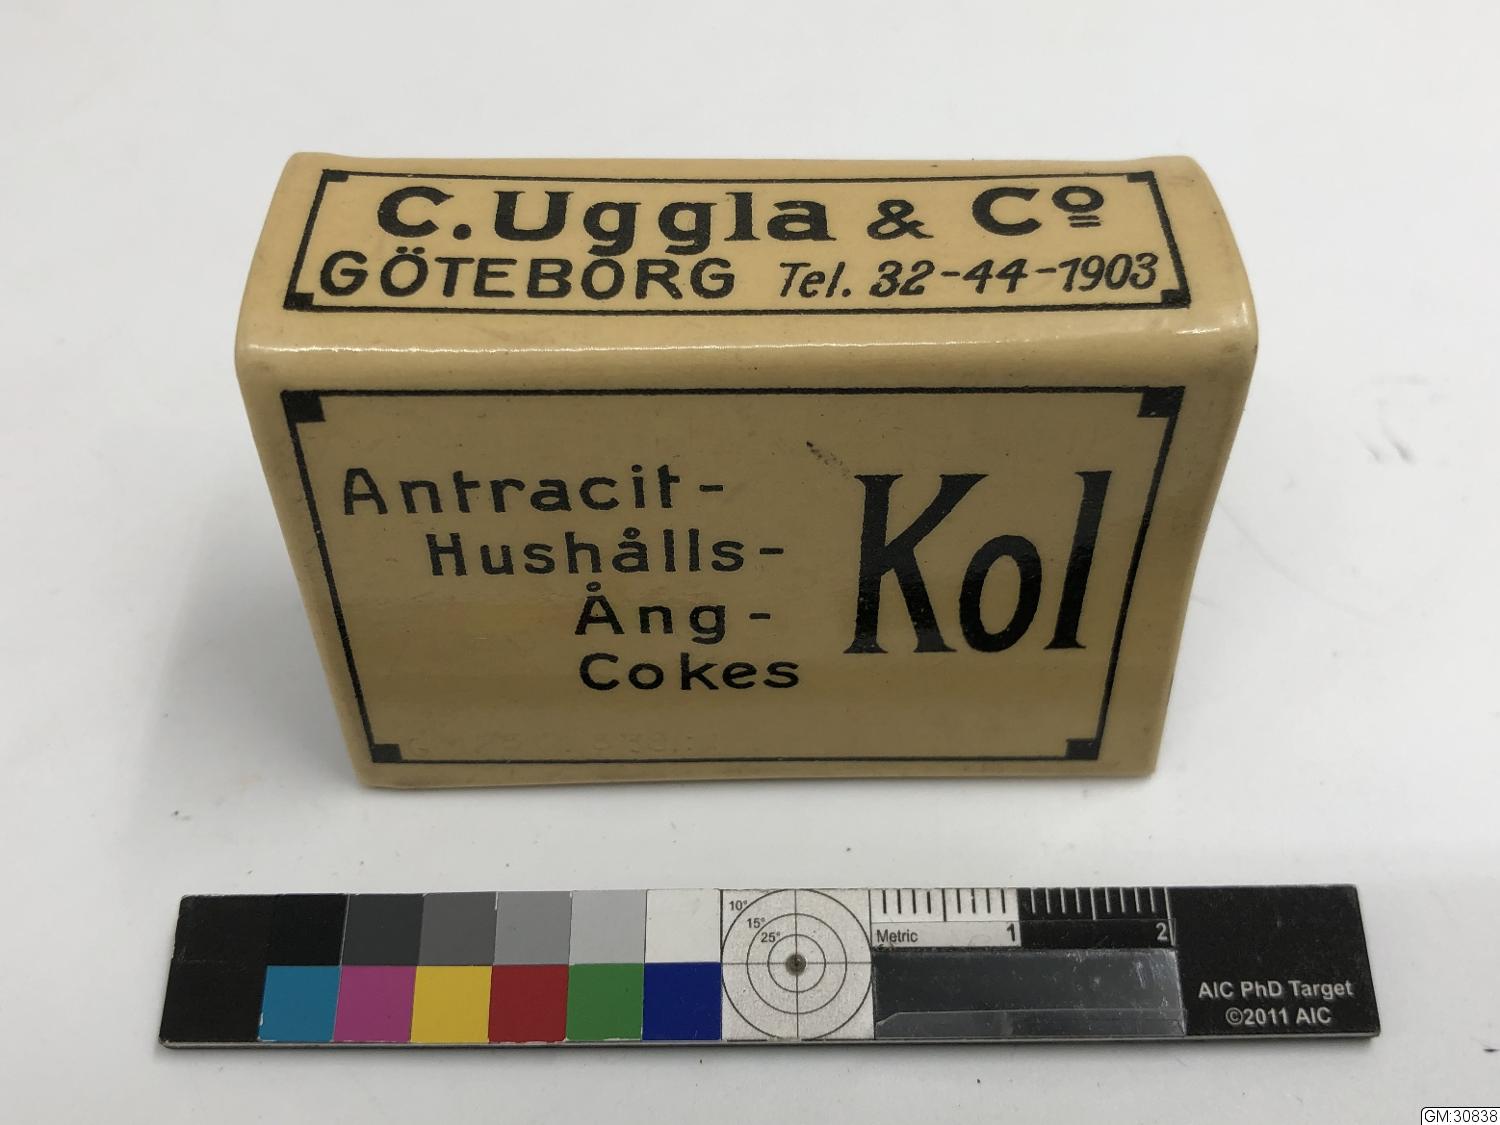 C. Uggla & Cº
GÖTEBORG Tel. 32-44-1903
Antracit-
Hushålls-
Ång-
Cokes
Kol
10° 15° 25°
Metric 1 2
AIC PhD Target
©2011 AIC
GM:30838